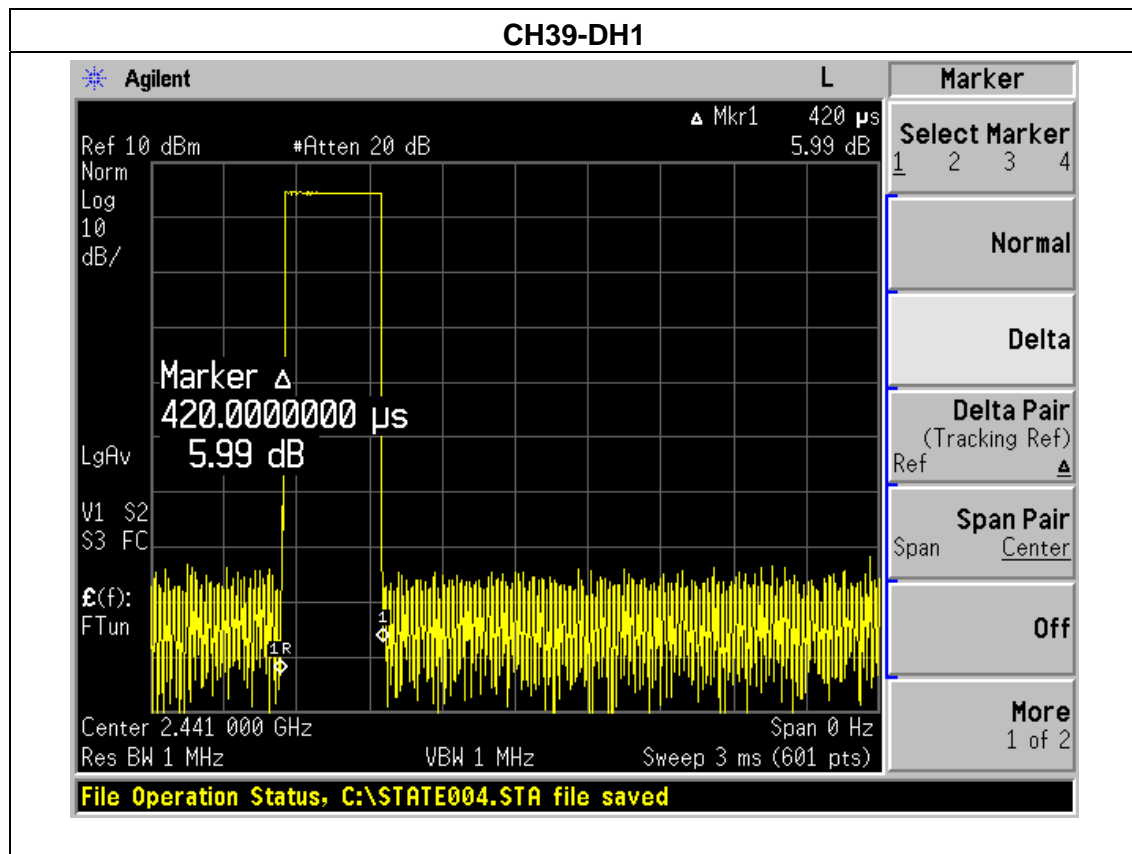 CH39-DH1
Agilent L
Δ Mkr1 420 µs
Ref 10 dBm #Atten 20 dB 5.99 dB
Norm
Log
10
dB/
Marker Δ
420.0000000 µs
5.99 dB
LgAv
V1 S2
S3 FC
£(f):
FTun
1R
1
Center 2.441 000 GHz Span 0 Hz
Res BW 1 MHz VBW 1 MHz Sweep 3 ms (601 pts)
File Operation Status, C:\STATE004.STA file saved
Marker
Select Marker
1 2 3 4
Normal
Delta
Delta Pair
(Tracking Ref)
Ref Δ
Span Pair
Span Center
Off
More
1 of 2